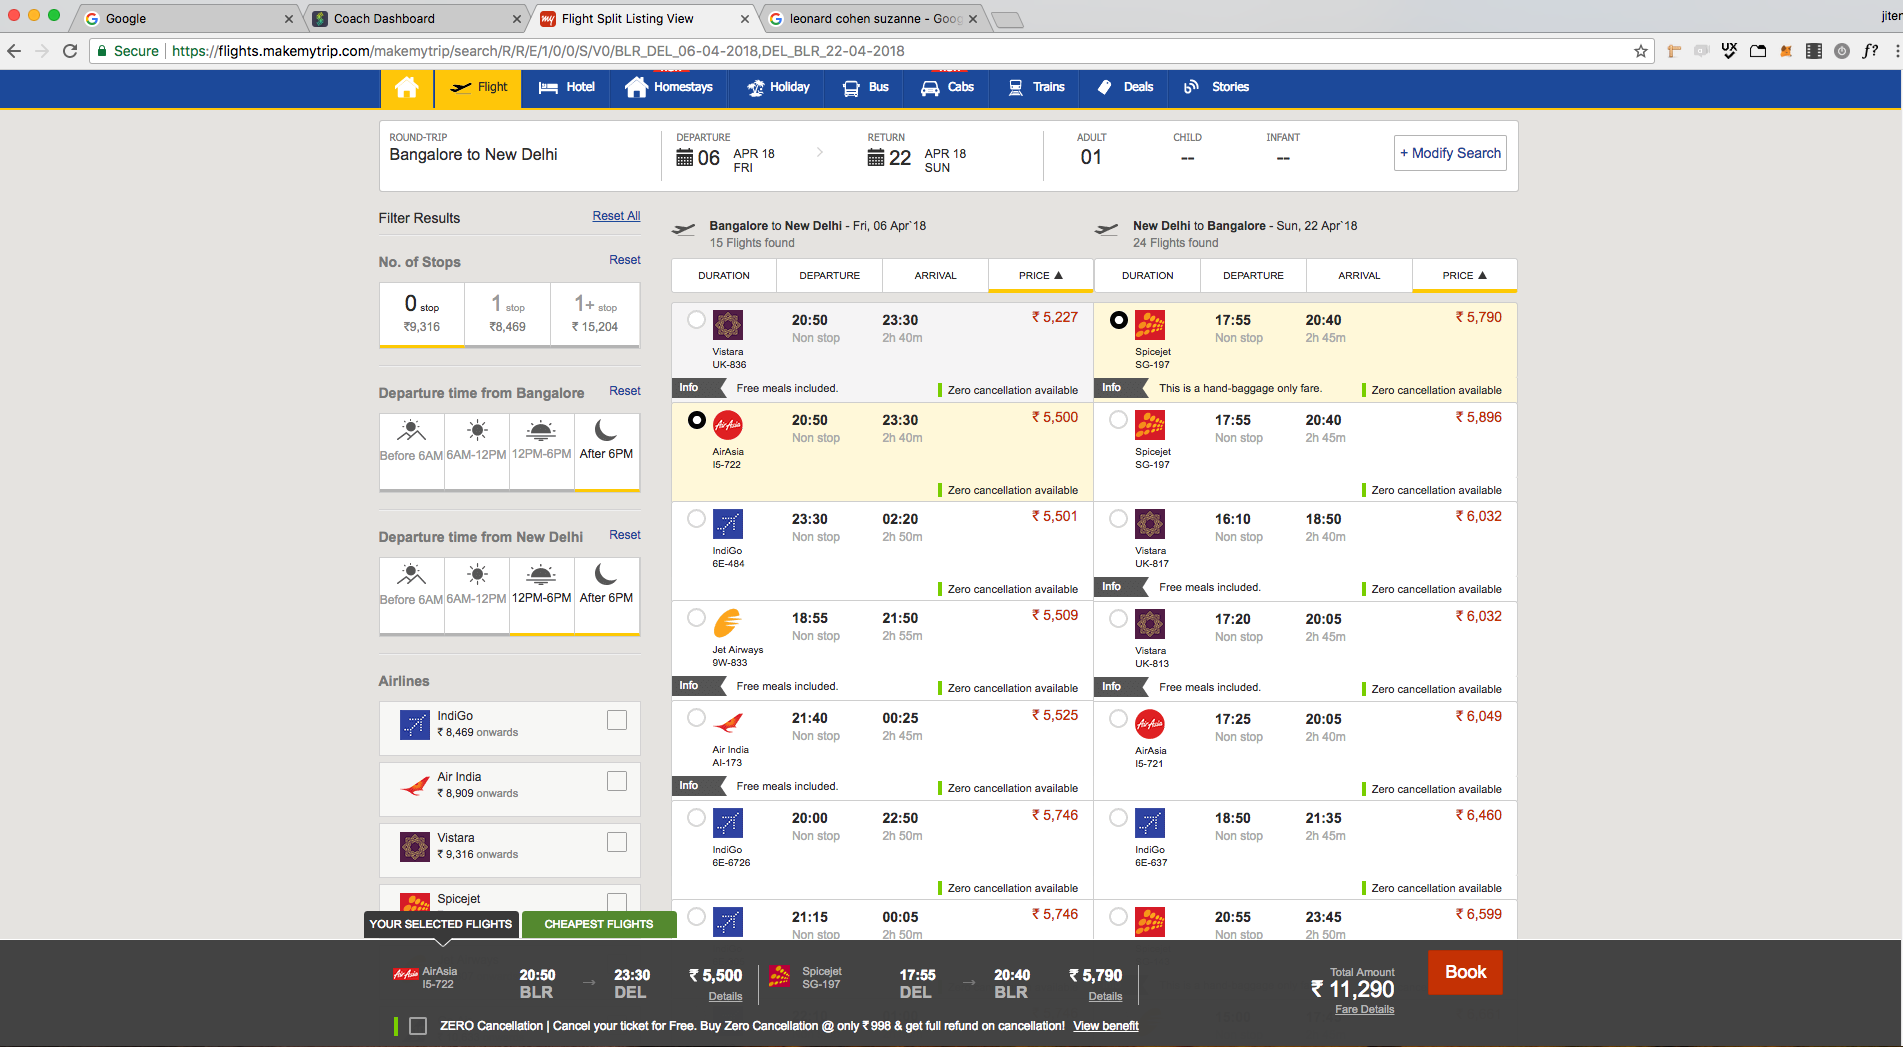 Google
Coach Dashboard
Flight Split Listing View
leonard cohen suzanne - Goog
jiter
Secure
https://flights.makemytrip.com/makemytrip/search/R/R/E/1/0/0/S/V0/BLR_DEL_06-04-2018,DEL_BLR_22-04-2018
UX
f?
Flight
Hotel
Homestays
Holiday
Bus
Cabs
Trains
Deals
Stories
ROUND-TRIP
Bangalore to New Delhi
DEPARTURE
06 APR 18
FRI
RETURN
22 APR 18
SUN
ADULT
01
CHILD
--
INFANT
--
+ Modify Search
Filter Results
Reset All
No. of Stops
Reset
0 stop
₹9,316
1 stop
₹8,469
1+ stop
₹ 15,204
Departure time from Bangalore
Reset
Before 6AM
6AM-12PM
12PM-6PM
After 6PM
Departure time from New Delhi
Reset
Before 6AM
6AM-12PM
12PM-6PM
After 6PM
Airlines
IndiGo
₹ 8,469 onwards
Air India
₹ 8,909 onwards
Vistara
₹ 9,316 onwards
Spicejet
Bangalore to New Delhi - Fri, 06 Apr`18
15 Flights found
DURATION
DEPARTURE
ARRIVAL
PRICE ▲
20:50
23:30
₹ 5,227
Non stop
2h 40m
Vistara
UK-836
Info
Free meals included.
Zero cancellation available
20:50
23:30
₹ 5,500
Non stop
2h 40m
AirAsia
AirAsia
I5-722
Zero cancellation available
23:30
02:20
₹ 5,501
Non stop
2h 50m
IndiGo
6E-484
Zero cancellation available
18:55
21:50
₹ 5,509
Non stop
2h 55m
Jet Airways
9W-833
Info
Free meals included.
Zero cancellation available
21:40
00:25
₹ 5,525
Non stop
2h 45m
Air India
AI-173
Info
Free meals included.
Zero cancellation available
20:00
22:50
₹ 5,746
Non stop
2h 50m
IndiGo
6E-6726
Zero cancellation available
21:15
00:05
₹ 5,746
Non stop
2h 50m
New Delhi to Bangalore - Sun, 22 Apr`18
24 Flights found
DURATION
DEPARTURE
ARRIVAL
PRICE ▲
17:55
20:40
₹ 5,790
Non stop
2h 45m
Spicejet
SG-197
Info
This is a hand-baggage only fare.
Zero cancellation available
17:55
20:40
₹ 5,896
Non stop
2h 45m
Spicejet
SG-197
Zero cancellation available
16:10
18:50
₹ 6,032
Non stop
2h 40m
Vistara
UK-817
Info
Free meals included.
Zero cancellation available
17:20
20:05
₹ 6,032
Non stop
2h 45m
Vistara
UK-813
Info
Free meals included.
Zero cancellation available
17:25
20:05
₹ 6,049
Non stop
2h 40m
AirAsia
AirAsia
I5-721
Zero cancellation available
18:50
21:35
₹ 6,460
Non stop
2h 45m
IndiGo
6E-637
Zero cancellation available
20:55
23:45
₹ 6,599
Non stop
2h 50m
YOUR SELECTED FLIGHTS
CHEAPEST FLIGHTS
AirAsia
AirAsia
I5-722
20:50
BLR
→
23:30
DEL
₹ 5,500
Details
Spicejet
SG-197
17:55
DEL
→
20:40
BLR
₹ 5,790
Details
Total Amount
₹ 11,290
Fare Details
Book
ZERO Cancellation | Cancel your ticket for Free. Buy Zero Cancellation @ only ₹ 998 & get full refund on cancellation! View benefit